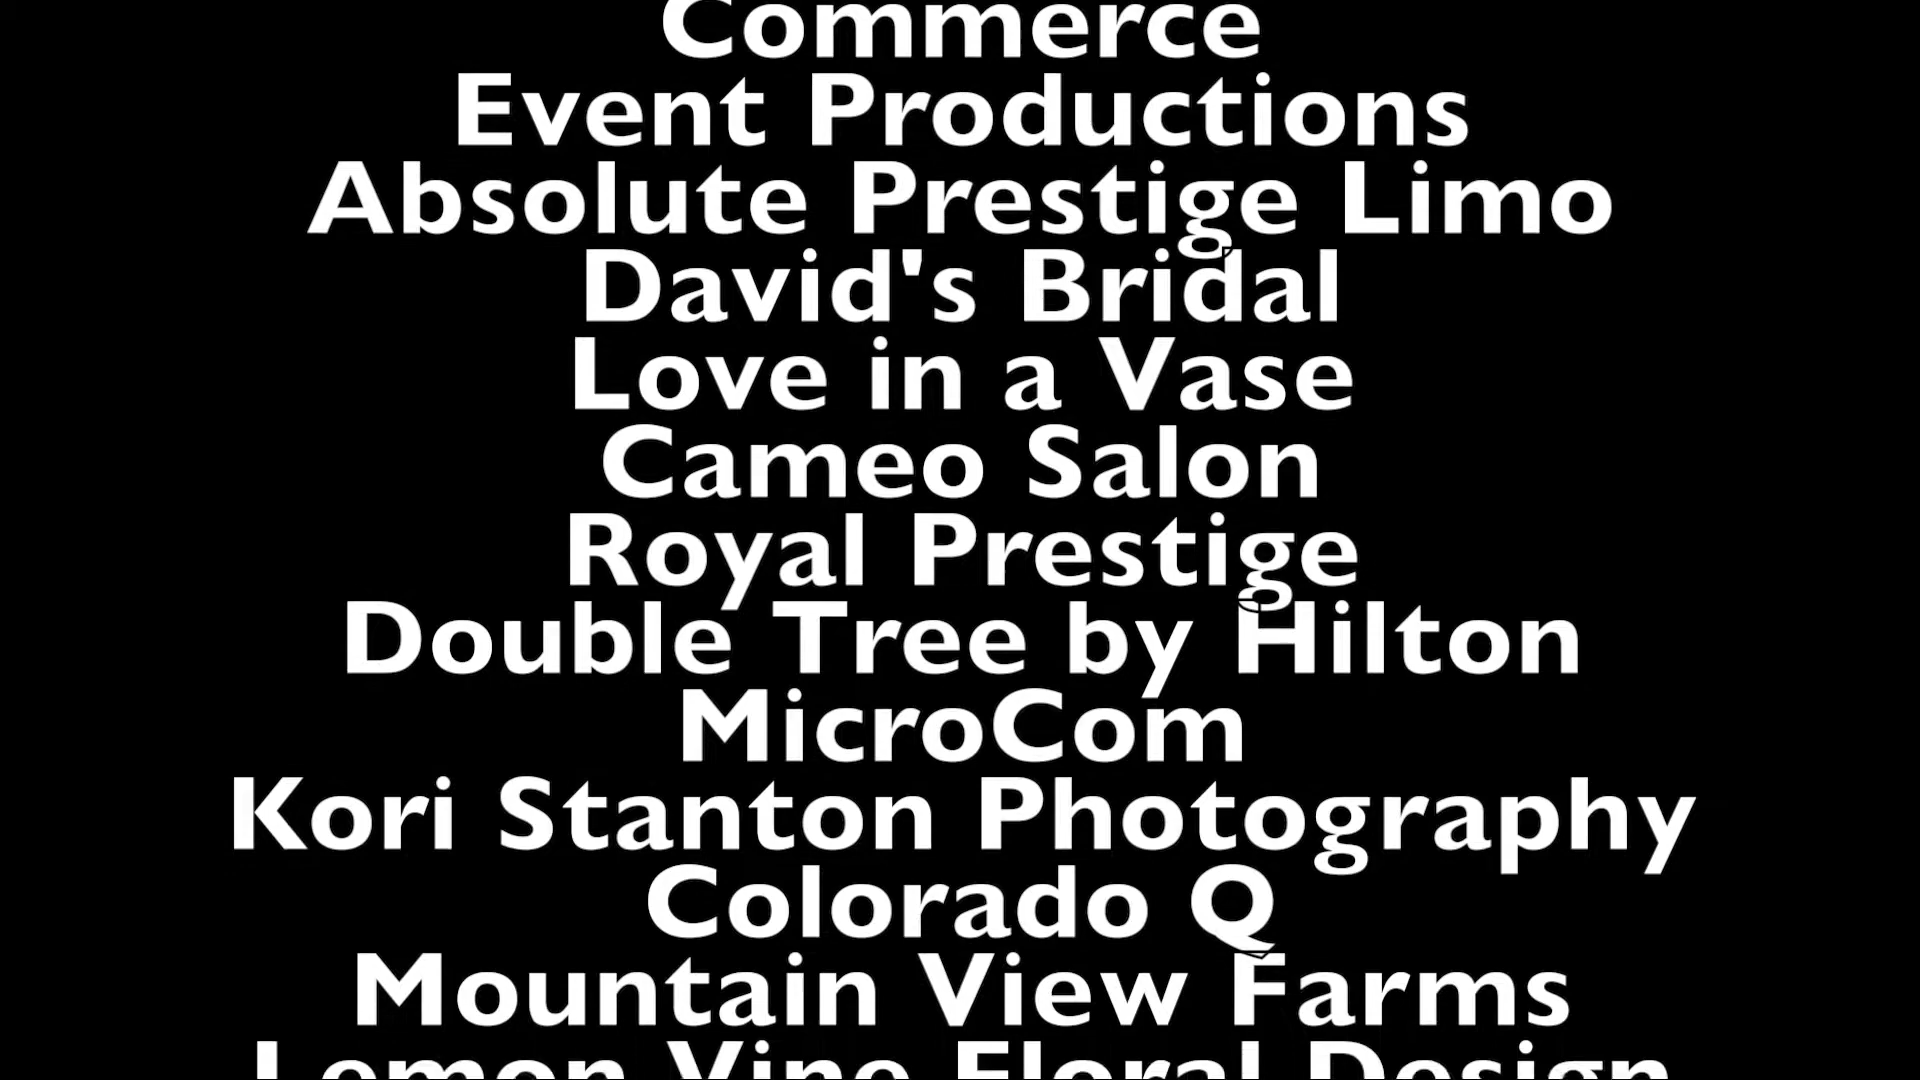 Commerce
Event Productions
Absolute Prestige Limo
David's Bridal
Love in a Vase
Cameo Salon
Royal Prestige
Double Tree by Hilton
MicroCom
Kori Stanton Photography
Colorado Q
Mountain View Farms
Lemon Vine Floral Design